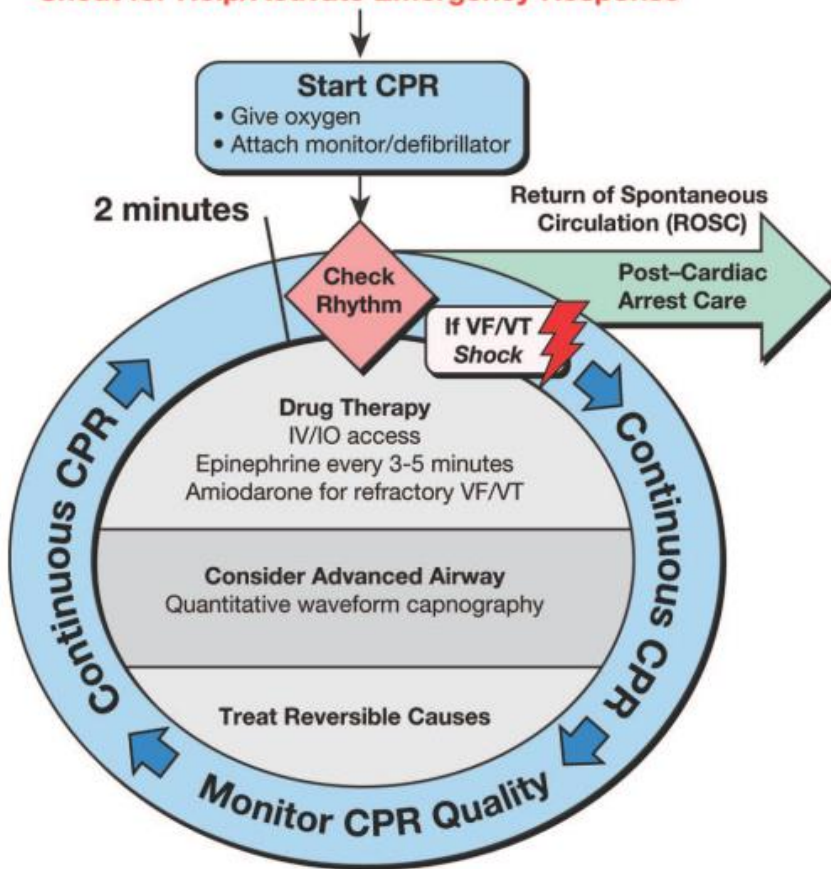 Start CPR
• Give oxygen
• Attach monitor/defibrillator
2 minutes
Return of Spontaneous
Circulation (ROSC)
Check
Rhythm
Post–Cardiac
Arrest Care
If VF/VT
Shock
Drug Therapy
IV/IO access
Epinephrine every 3-5 minutes
Amiodarone for refractory VF/VT
Consider Advanced Airway
Quantitative waveform capnography
Treat Reversible Causes
Continuous CPR
Continuous CPR
Monitor CPR Quality